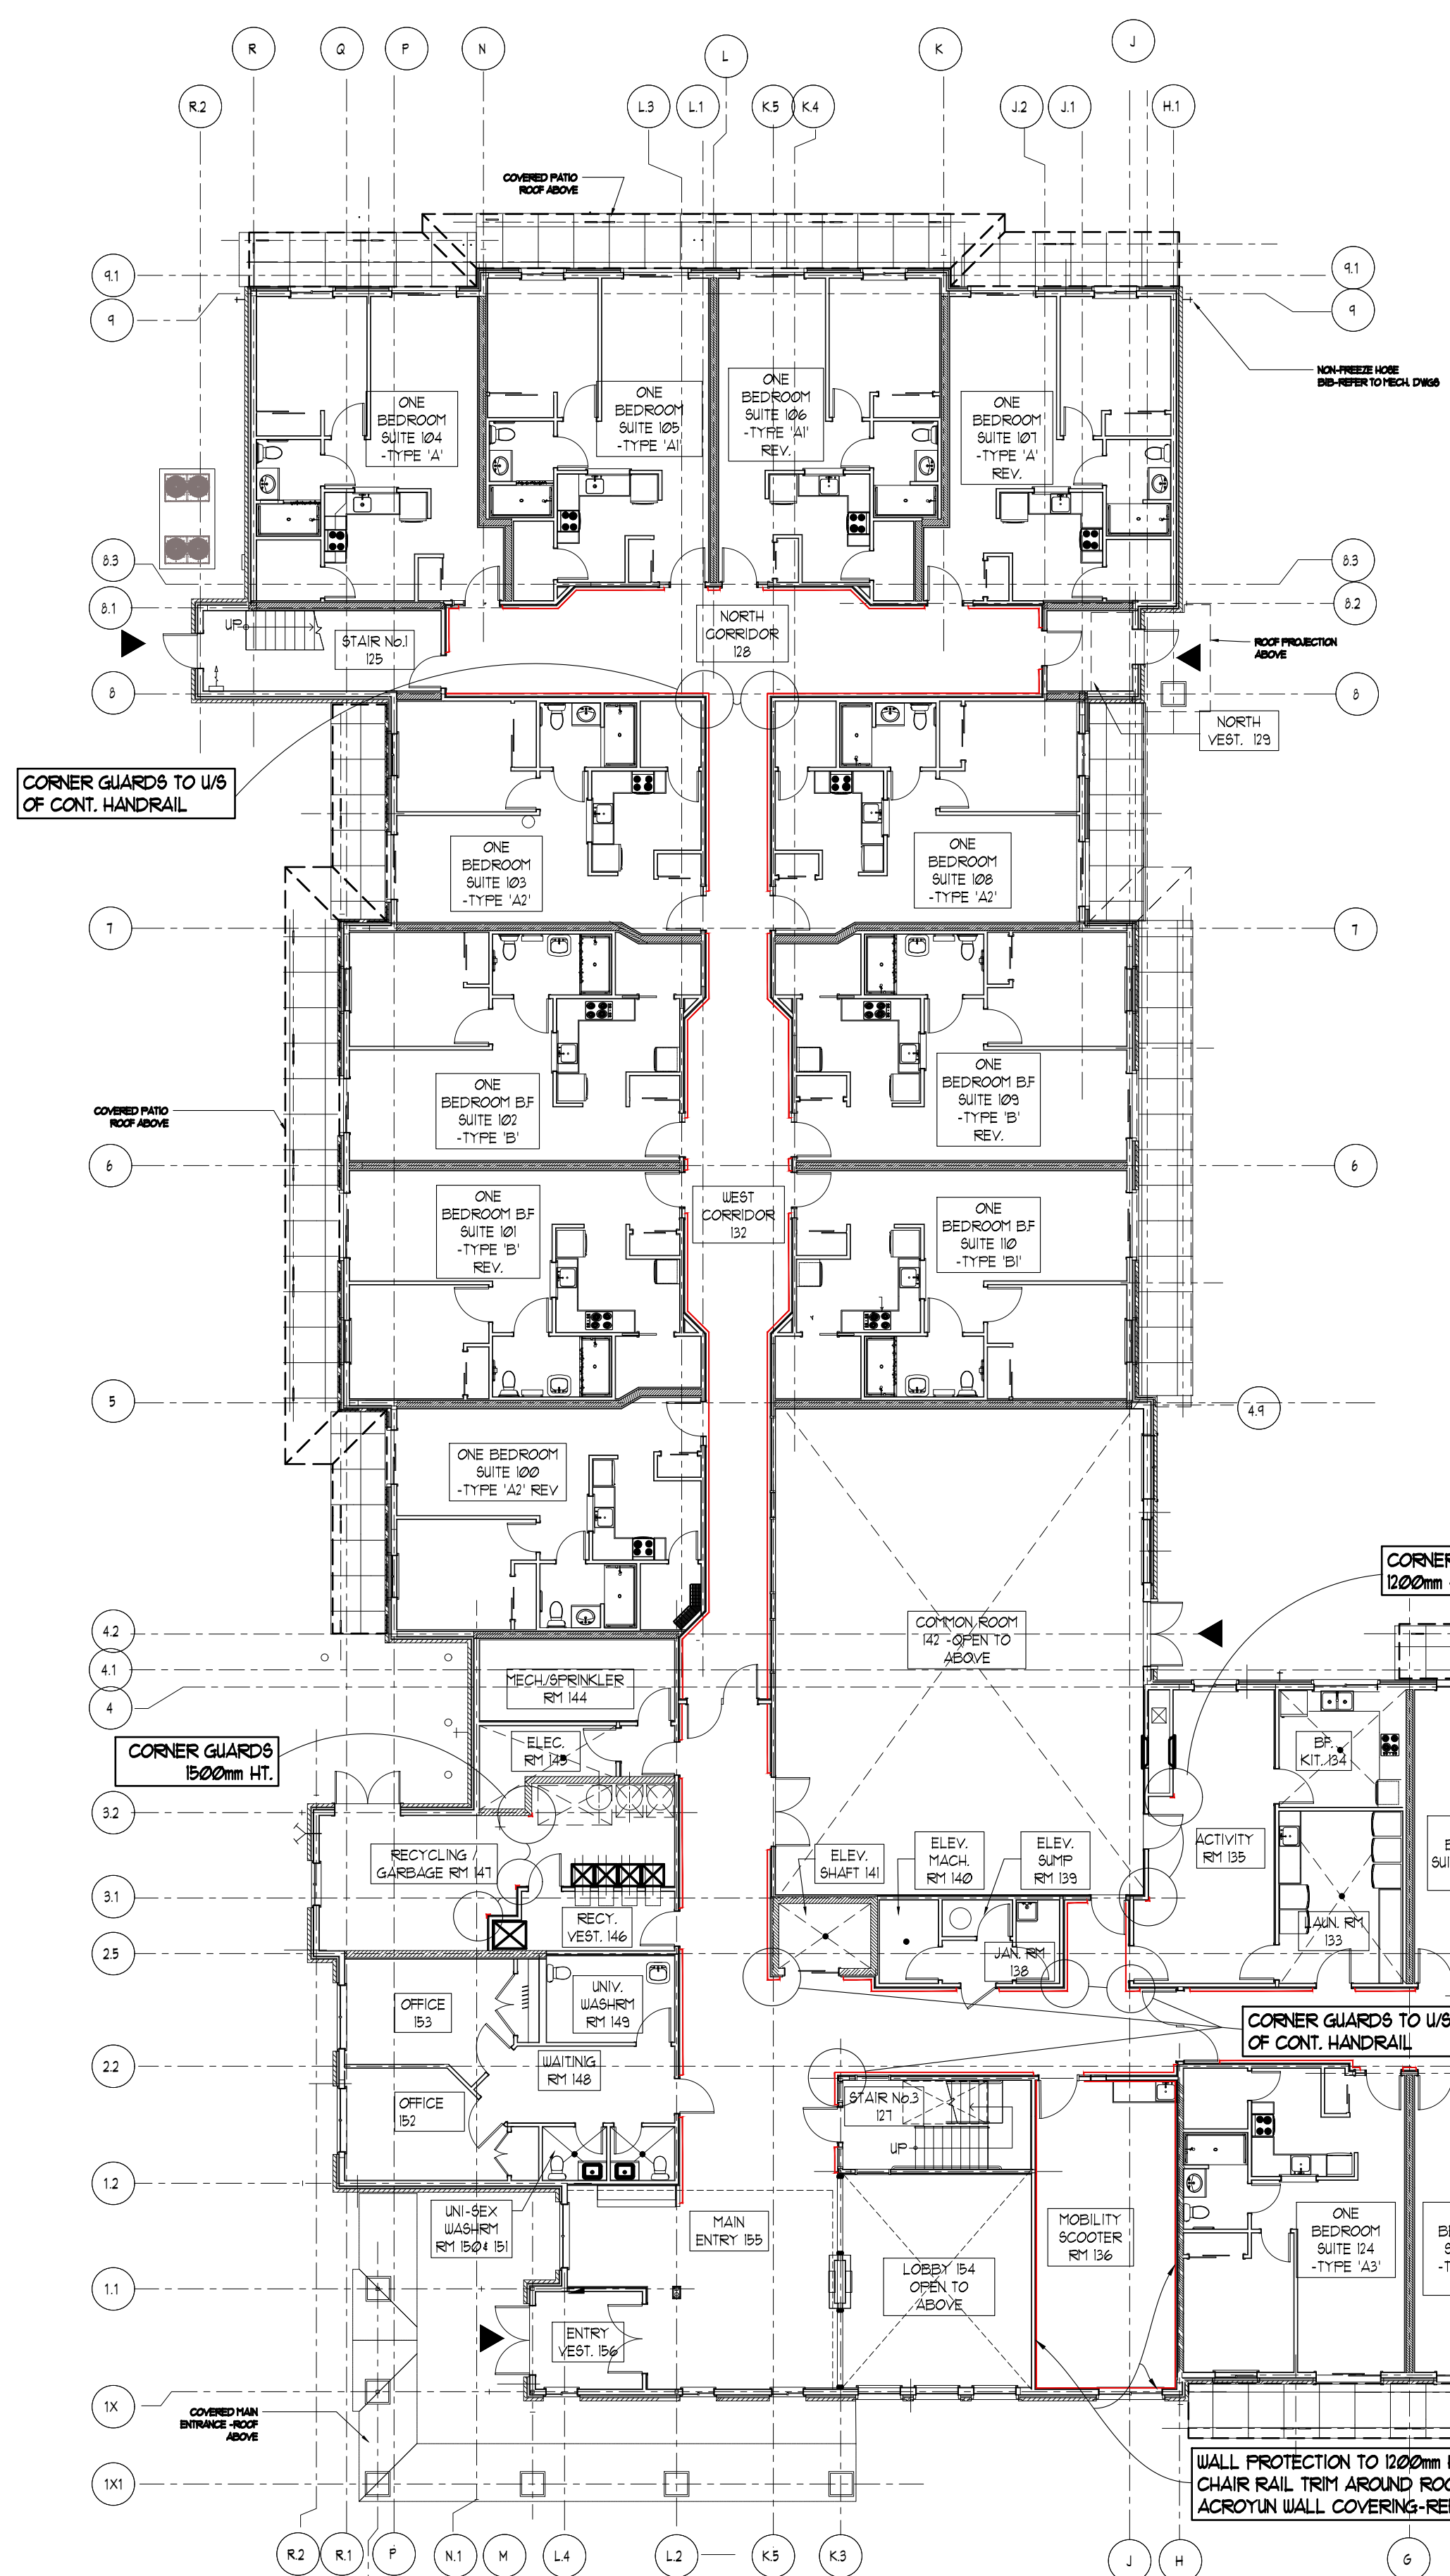 R
Q
P
N
L
K
J
R.2
L.3
L.1
K.5
K.4
J.2
J.1
H.1
COVERED PATIO
ROOF ABOVE
9.1
9.1
9
9
NON-FREEZE HOSE
BIB-REFER TO MECH. DWGS
ONE
BEDROOM
SUITE 104
-TYPE 'A'
ONE
BEDROOM
SUITE 105
-TYPE 'A1'
ONE
BEDROOM
SUITE 106
-TYPE 'A1'
REV.
ONE
BEDROOM
SUITE 107
-TYPE 'A'
REV.
8.3
8.3
8.1
8.2
UP
STAIR No.1
125
NORTH
CORRIDOR
128
ROOF PROJECTION
ABOVE
8
8
NORTH
VEST. 129
CORNER GUARDS TO U/S
OF CONT. HANDRAIL
ONE
BEDROOM
SUITE 103
-TYPE 'A2'
ONE
BEDROOM
SUITE 108
-TYPE 'A2'
7
7
COVERED PATIO
ROOF ABOVE
ONE
BEDROOM B.F
SUITE 102
-TYPE 'B'
ONE
BEDROOM B.F
SUITE 109
-TYPE 'B'
REV.
6
6
ONE
BEDROOM B.F
SUITE 101
-TYPE 'B'
REV.
WEST
CORRIDOR
132
ONE
BEDROOM B.F
SUITE 110
-TYPE 'B1'
5
4.9
ONE BEDROOM
SUITE 100
-TYPE 'A2' REV
CORNER
1200mm
4.2
4.1
4
COMMON ROOM
142 -OPEN TO
ABOVE
MECH./SPRINKLER
RM 144
ELEC.
RM 145
CORNER GUARDS
1500mm HT.
B.F.
KIT. 134
3.2
RECYCLING /
GARBAGE RM 147
ELEV.
SHAFT 141
ELEV.
MACH.
RM 140
ELEV.
SUMP
RM 139
ACTIVITY
RM 135
3.1
RECY.
VEST. 146
LAUN. RM
133
2.5
JAN. RM
138
OFFICE
153
UNIV.
WASHRM
RM 149
CORNER GUARDS TO U/S
OF CONT. HANDRAIL
2.2
WAITING
RM 148
OFFICE
152
STAIR No.3
127
UP
1.2
UNI-SEX
WASHRM
RM 150& 151
MAIN
ENTRY 155
MOBILITY
SCOOTER
RM 136
ONE
BEDROOM
SUITE 124
-TYPE 'A3'
1.1
LOBBY 154
OPEN TO
ABOVE
ENTRY
VEST. 156
1X
COVERED MAIN
ENTRANCE -ROOF
ABOVE
WALL PROTECTION TO 1200mm
CHAIR RAIL TRIM AROUND
ACROYUN WALL COVERING-
1X1
R.2
R.1
P
N.1
M
L.4
L.2
K.5
K.3
J
H
G